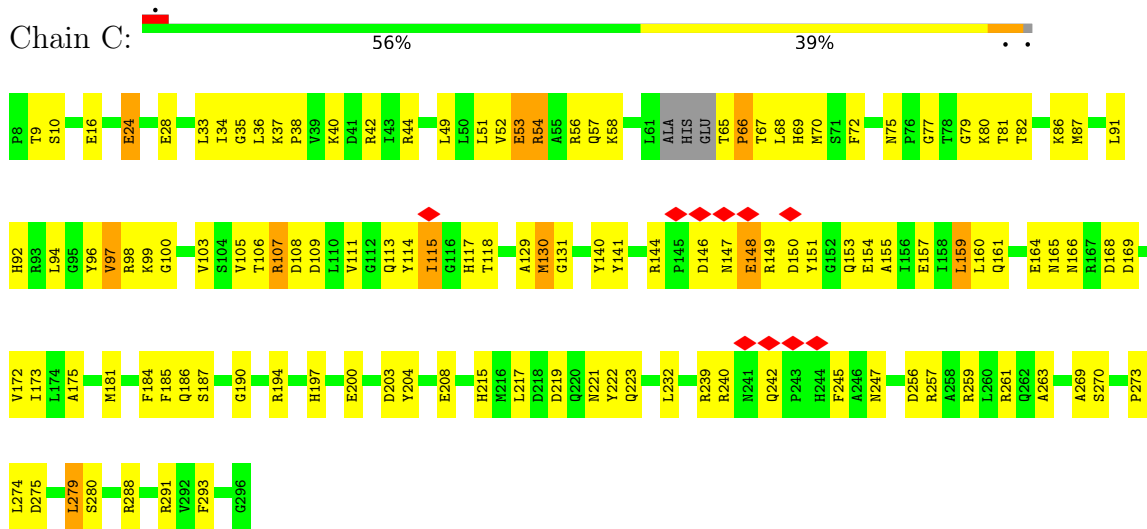 Chain C:
56% 39%
P8 T9 S10 E16 E24 E28 L33 I34 G35 L36 K37 P38 V39 K40 D41 R42 I43 R44 L49 L50 L51 V52 E53 R54 A55 R56 Q57 K58 L61 ALA HIS GLU T65 P66 T67 L68 H69 M70 S71 F72 N75 P76 G77 T78 G79 K80 T81 T82 K86 M87 L91
H92 R93 L94 G95 Y96 V97 R98 K99 G100 V103 S104 V105 T106 R107 D108 D109 L110 V111 G112 Q113 Y114 I115 G116 H117 T118 A129 M130 G131 Y140 Y141 R144 P145 D146 N147 E148 R149 D150 Y151 G152 Q153 E154 A155 I156 E157 I158 L159 L160 Q161 E164 N165 N166 R167 D168 D169
V172 I173 L174 A175 M181 F184 F185 Q186 S187 G190 R194 H197 E200 D203 Y204 E208 H215 M216 L217 D218 D219 Q220 N221 Y222 Q223 L232 R239 R240 N241 Q242 P243 H244 F245 A246 N247 D256 R257 A258 R259 L260 R261 Q262 A263 A269 S270 P273
L274 D275 L279 S280 R288 R291 V292 F293 G296